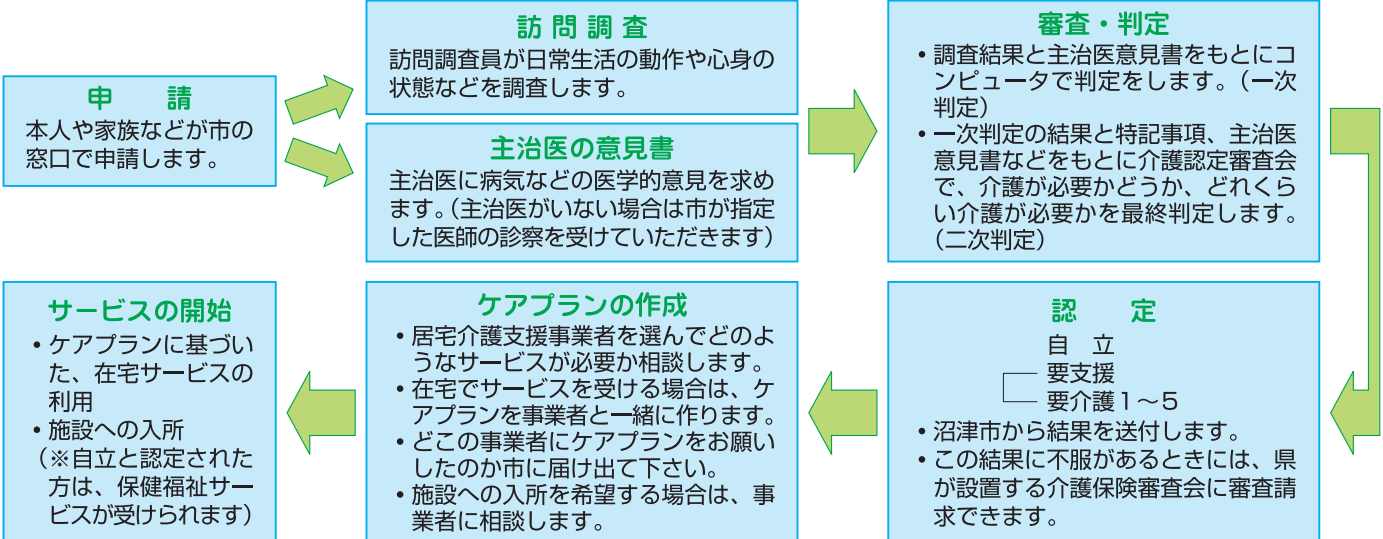 申　請
本人や家族などが市の
窓口で申請します。
訪問調査
訪問調査員が日常生活の動作や心身の
状態などを調査します。
主治医の意見書
主治医に病気などの医学的意見を求め
ます。（主治医がいない場合は市が指定
した医師の診察を受けていただきます）
審査・判定
・調査結果と主治医意見書をもとにコ
ンピュータで判定をします。（一次
判定）
・一次判定の結果と特記事項、主治医
意見書などをもとに介護認定審査会
で、介護が必要かどうか、どれくら
い介護が必要かを最終判定します。
（二次判定）
認　定
自　立
要支援
要介護１～５
・沼津市から結果を送付します。
・この結果に不服があるときには、県
が設置する介護保険審査会に審査請
求できます。
ケアプランの作成
・居宅介護支援事業者を選んでどのよ
うなサービスが必要か相談します。
・在宅でサービスを受ける場合は、ケ
アプランを事業者と一緒に作ります。
・どこの事業者にケアプランをお願い
したのか市に届け出て下さい。
・施設への入所を希望する場合は、事
業者に相談します。
サービスの開始
・ケアプランに基づい
た、在宅サービスの
利用
・施設への入所
（※自立と認定された
方は、保健福祉サー
ビスが受けられます）